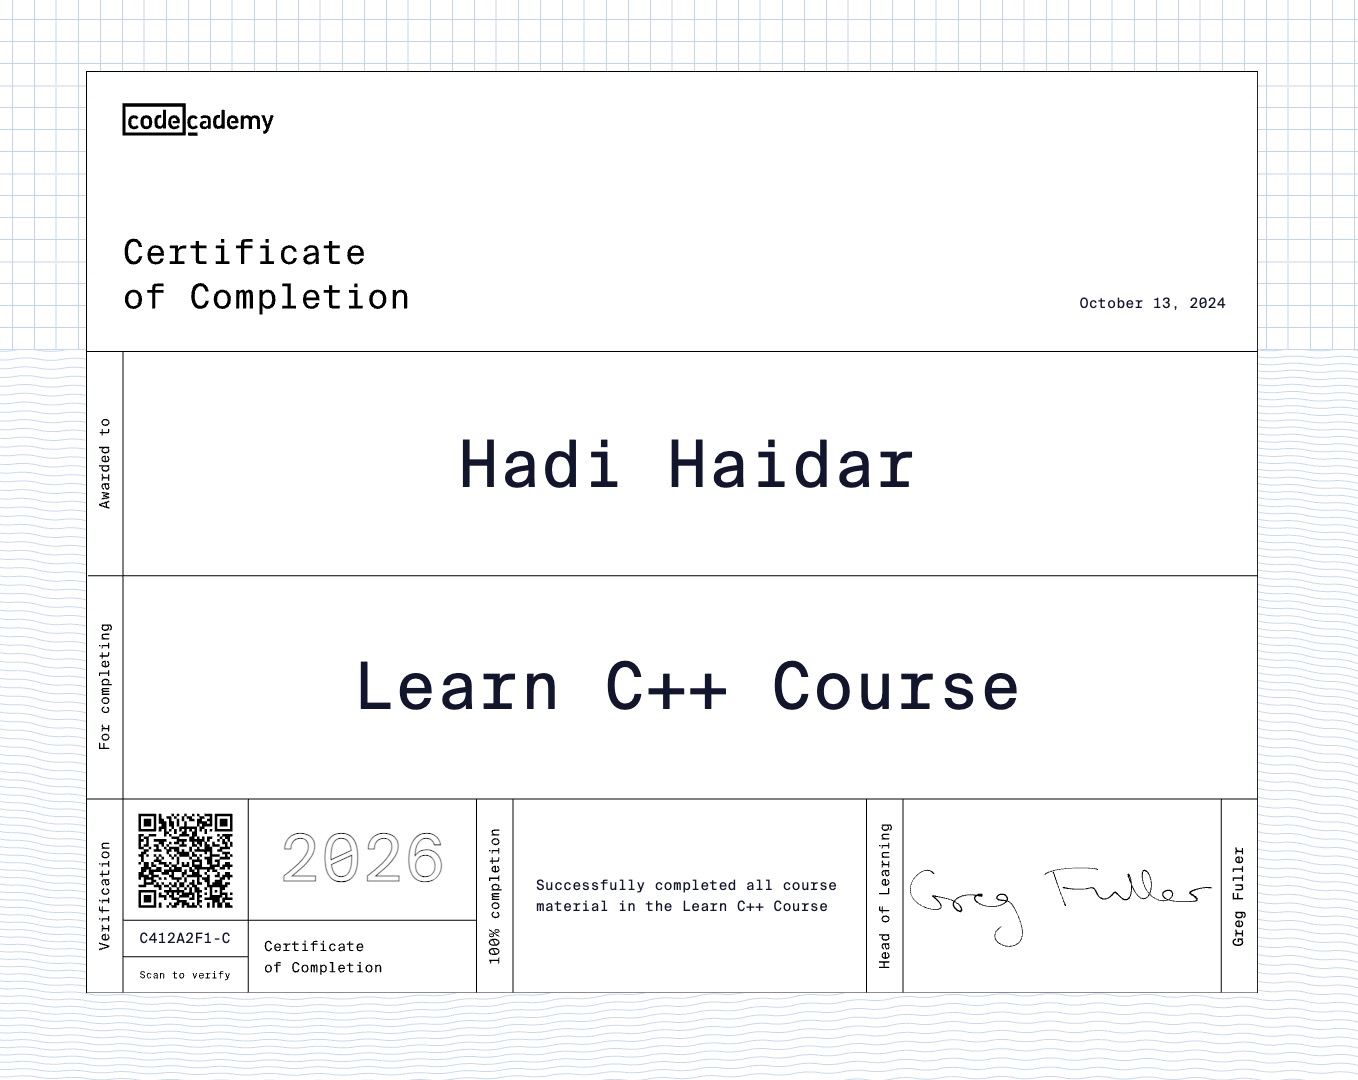 codecademy
Certificate
of Completion
October 13, 2024
Awarded to
Hadi Haidar
For completing
Learn C++ Course
Verification
C412A2F1-C
Scan to verify
2026
Certificate
of Completion
100% completion
Successfully completed all course
material in the Learn C++ Course
Head of Learning
Greg Fuller
Greg Fuller